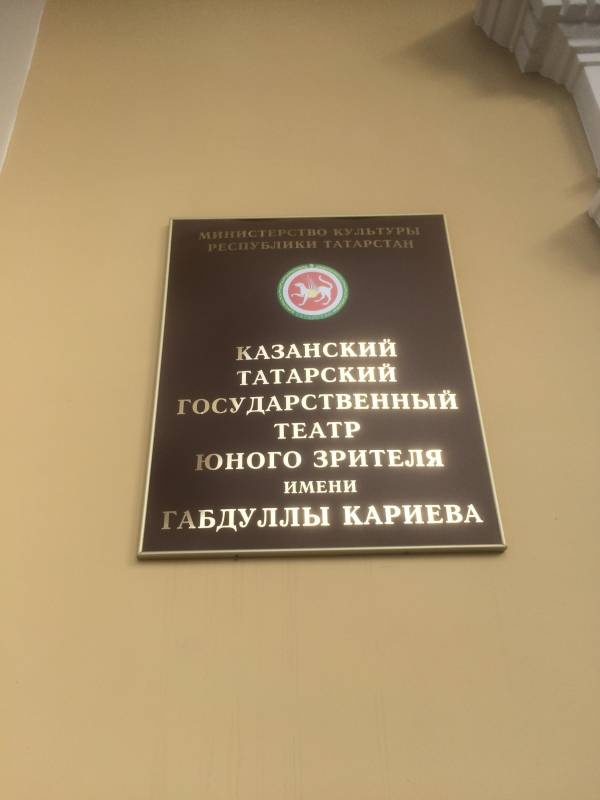 МИНИСТЕРСТВО КУЛЬТУРЫ
РЕСПУБЛИКИ ТАТАРСТАН
КАЗАНСКИЙ
ТАТАРСКИЙ
ГОСУДАРСТВЕННЫЙ
ТЕАТР
ЮНОГО ЗРИТЕЛЯ
ИМЕНИ
ГАБДУЛЛЫ КАРИЕВА